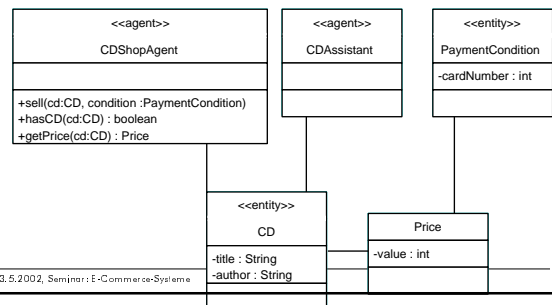 <<agent>>
CDShopAgent
+sell(cd:CD, condition :PaymentCondition)
+hasCD(cd:CD) : boolean
+getPrice(cd:CD) : Price
<<agent>>
CDAssistant
<<entity>>
PaymentCondition
-cardNumber : int
<<entity>>
CD
-title : String
-author : String
Price
-value : int
3.5.2002, Seminar: E-Commerce-Systeme